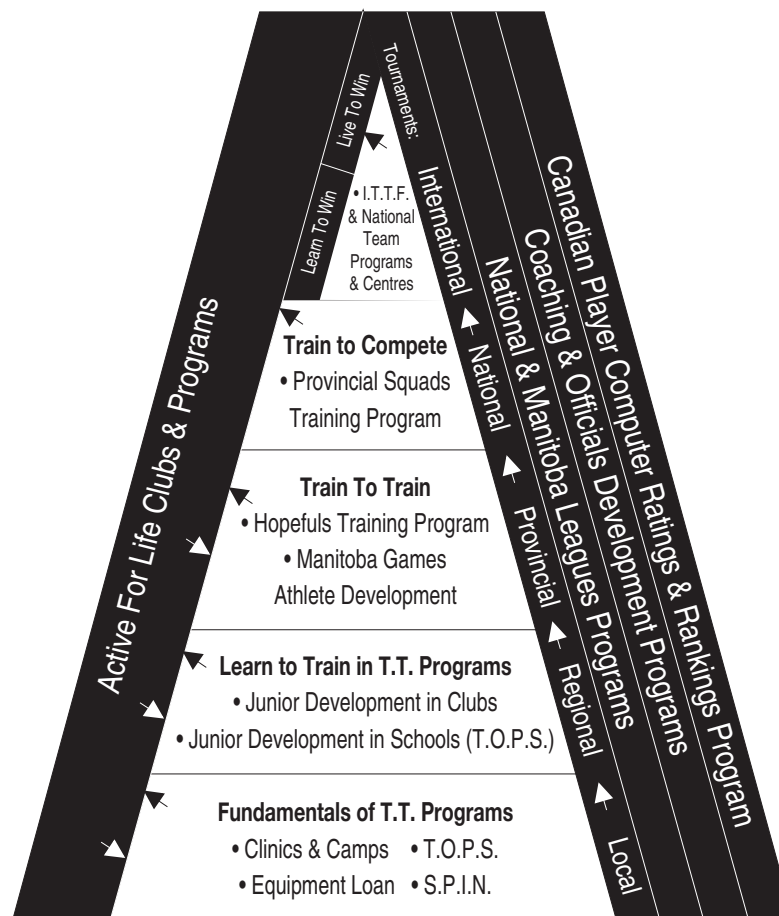 Live To Win
Learn To Win
Active For Life Clubs & Programs
• I.T.T.F.
& National
Team
Programs
& Centres
Train to Compete
• Provincial Squads
Training Program
Train To Train
• Hopefuls Training Program
• Manitoba Games
Athlete Development
Learn to Train in T.T. Programs
• Junior Development in Clubs
• Junior Development in Schools (T.O.P.S.)
Fundamentals of T.T. Programs
• Clinics & Camps • T.O.P.S.
• Equipment Loan • S.P.I.N.
Tournaments: International National Provincial Regional Local
National & Manitoba Leagues Programs
Coaching & Officials Development Programs
Canadian Player Computer Ratings & Rankings Program